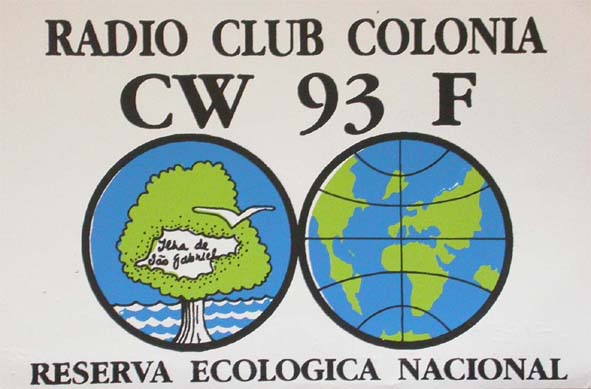 RADIO CLUB COLONIA
CW 93 F
Ilha de
São Gabriel
RESERVA ECOLOGICA NACIONAL